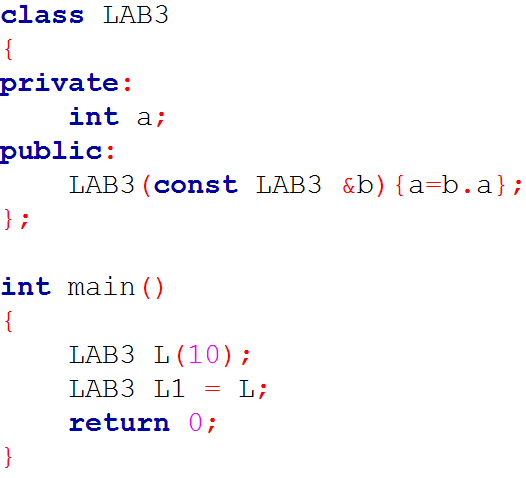 class LAB3
{
private:
    int a;
public:
    LAB3(const LAB3 &b){a=b.a};
};

int main()
{
    LAB3 L(10);
    LAB3 L1 = L;
    return 0;
}